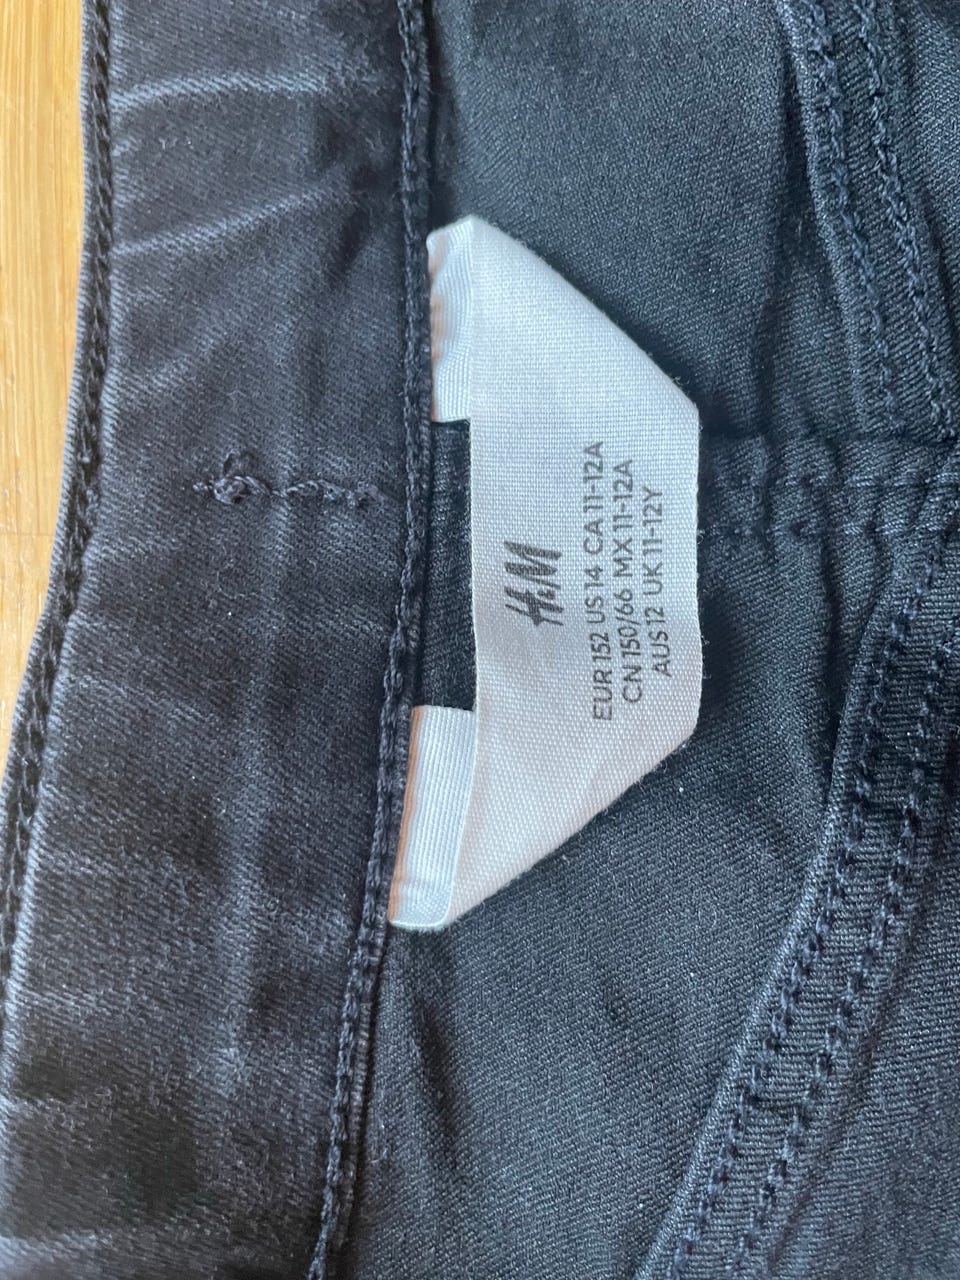 H&M
EUR 152 US 14 CA 11-12A
CN 150/66 MX 11-12A
AUS 12 UK 11-12Y